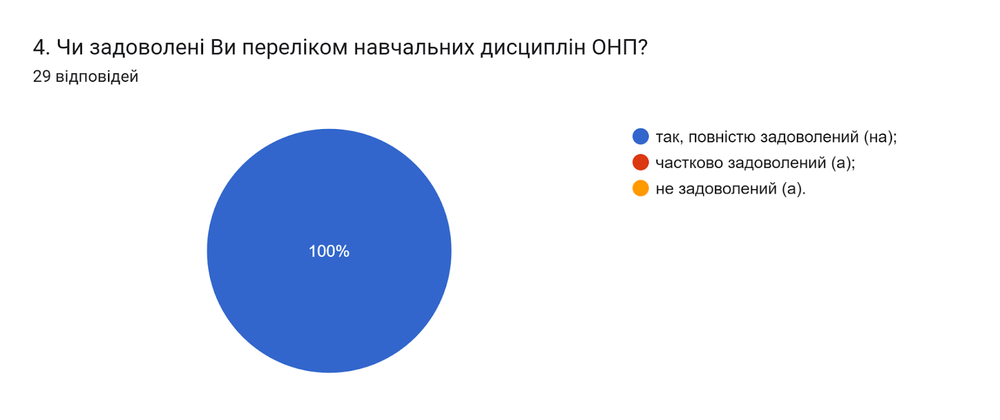 4. Чи задоволені Ви переліком навчальних дисциплін ОНП?
29 відповідей
так, повністю задоволений (на);
частково задоволений (а);
не задоволений (а).
100%